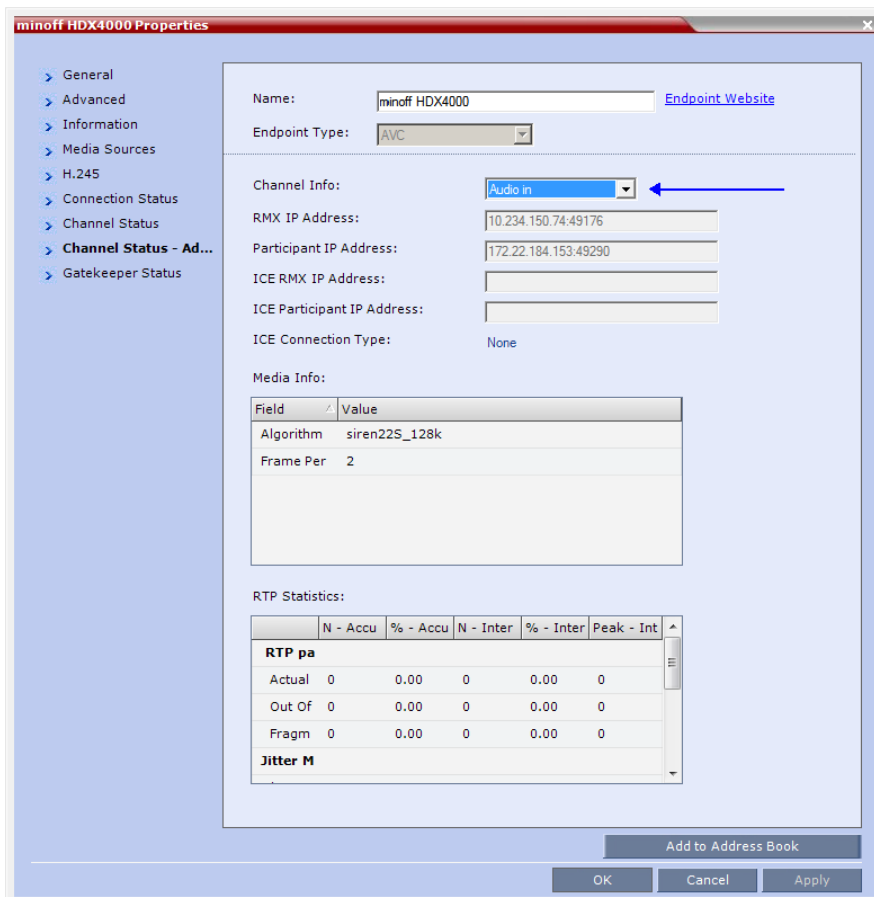 minoff HDX4000 Properties
General
Advanced
Information
Media Sources
H.245
Connection Status
Channel Status
Channel Status - Ad...
Gatekeeper Status
Name: minoff HDX4000 Endpoint Website
Endpoint Type: AVC
Channel Info: Audio in
RMX IP Address: 10.234.150.74:49176
Participant IP Address: 172.22.184.153:49290
ICE RMX IP Address:
ICE Participant IP Address:
ICE Connection Type: None
Media Info:
Field Value
Algorithm siren22S_128k
Frame Per 2
RTP Statistics:
N - Accu % - Accu N - Inter % - Inter Peak - Int
RTP pa
Actual 0 0.00 0 0.00 0
Out Of 0 0.00 0 0.00 0
Fragm 0 0.00 0 0.00 0
Jitter M
Add to Address Book
OK Cancel Apply